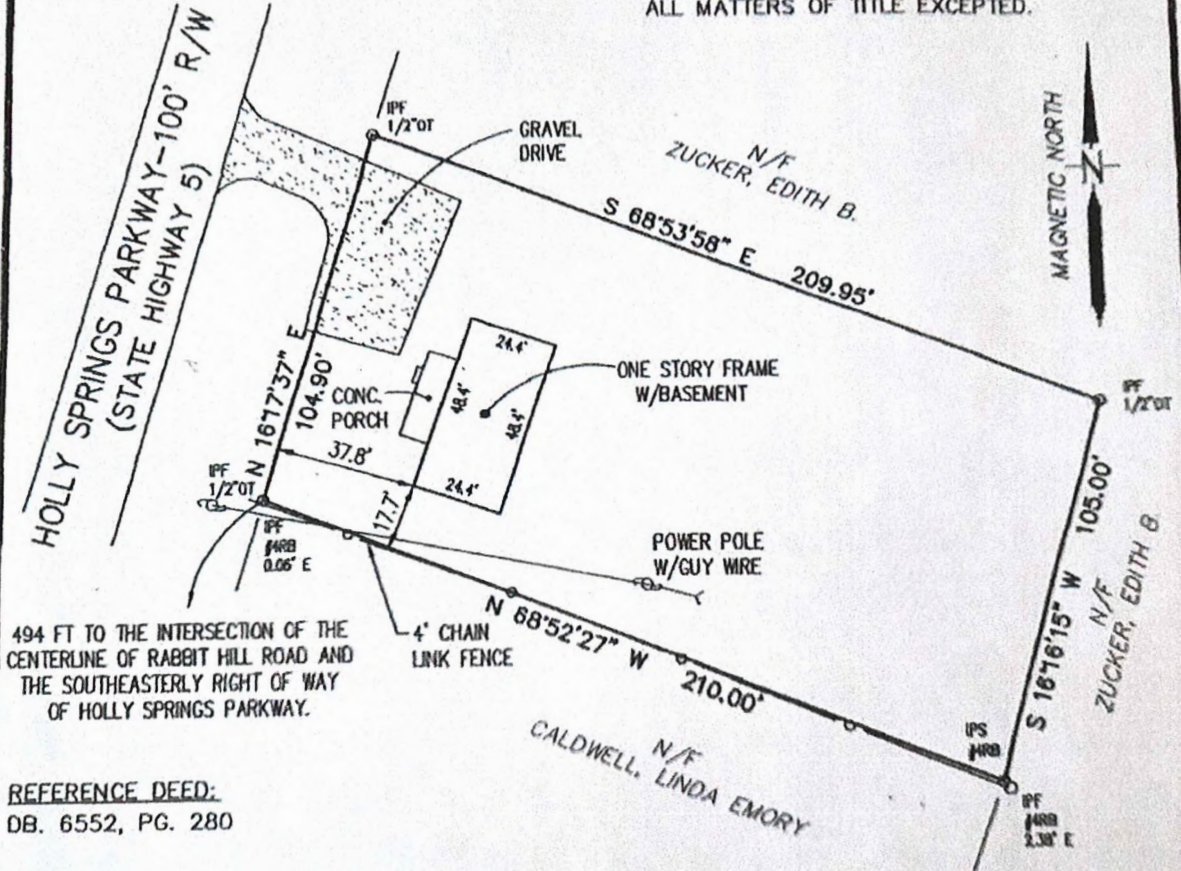 ALL MATTERS OF TITLE EXCEPTED.
HOLLY SPRINGS PARKWAY-100' R/W
(STATE HIGHWAY 5)
IPF
1/2"OT
GRAVEL
DRIVE
N/F
ZUCKER, EDITH B.
MAGNETIC NORTH
N
S 68°53'58" E 209.95'
N 16°17'37" E
104.90'
CONC.
PORCH
24.4'
48.4'
48.4'
24.4'
ONE STORY FRAME
W/BASEMENT
IPF
1/2"OT
37.8'
17.7'
IPF
1/2"OT
IPF
0.06' E
POWER POLE
W/GUY WIRE
S 16°16'15" W 105.00'
N/F
ZUCKER, EDITH B.
494 FT TO THE INTERSECTION OF THE
CENTERLINE OF RABBIT HILL ROAD AND
THE SOUTHEASTERLY RIGHT OF WAY
OF HOLLY SPRINGS PARKWAY.
4' CHAIN
LINK FENCE
N 68°52'27" W
210.00'
N/F
CALDWELL, LINDA EMORY
IPS
IPF
2.38' E
REFERENCE DEED:
DB. 6552, PG. 280